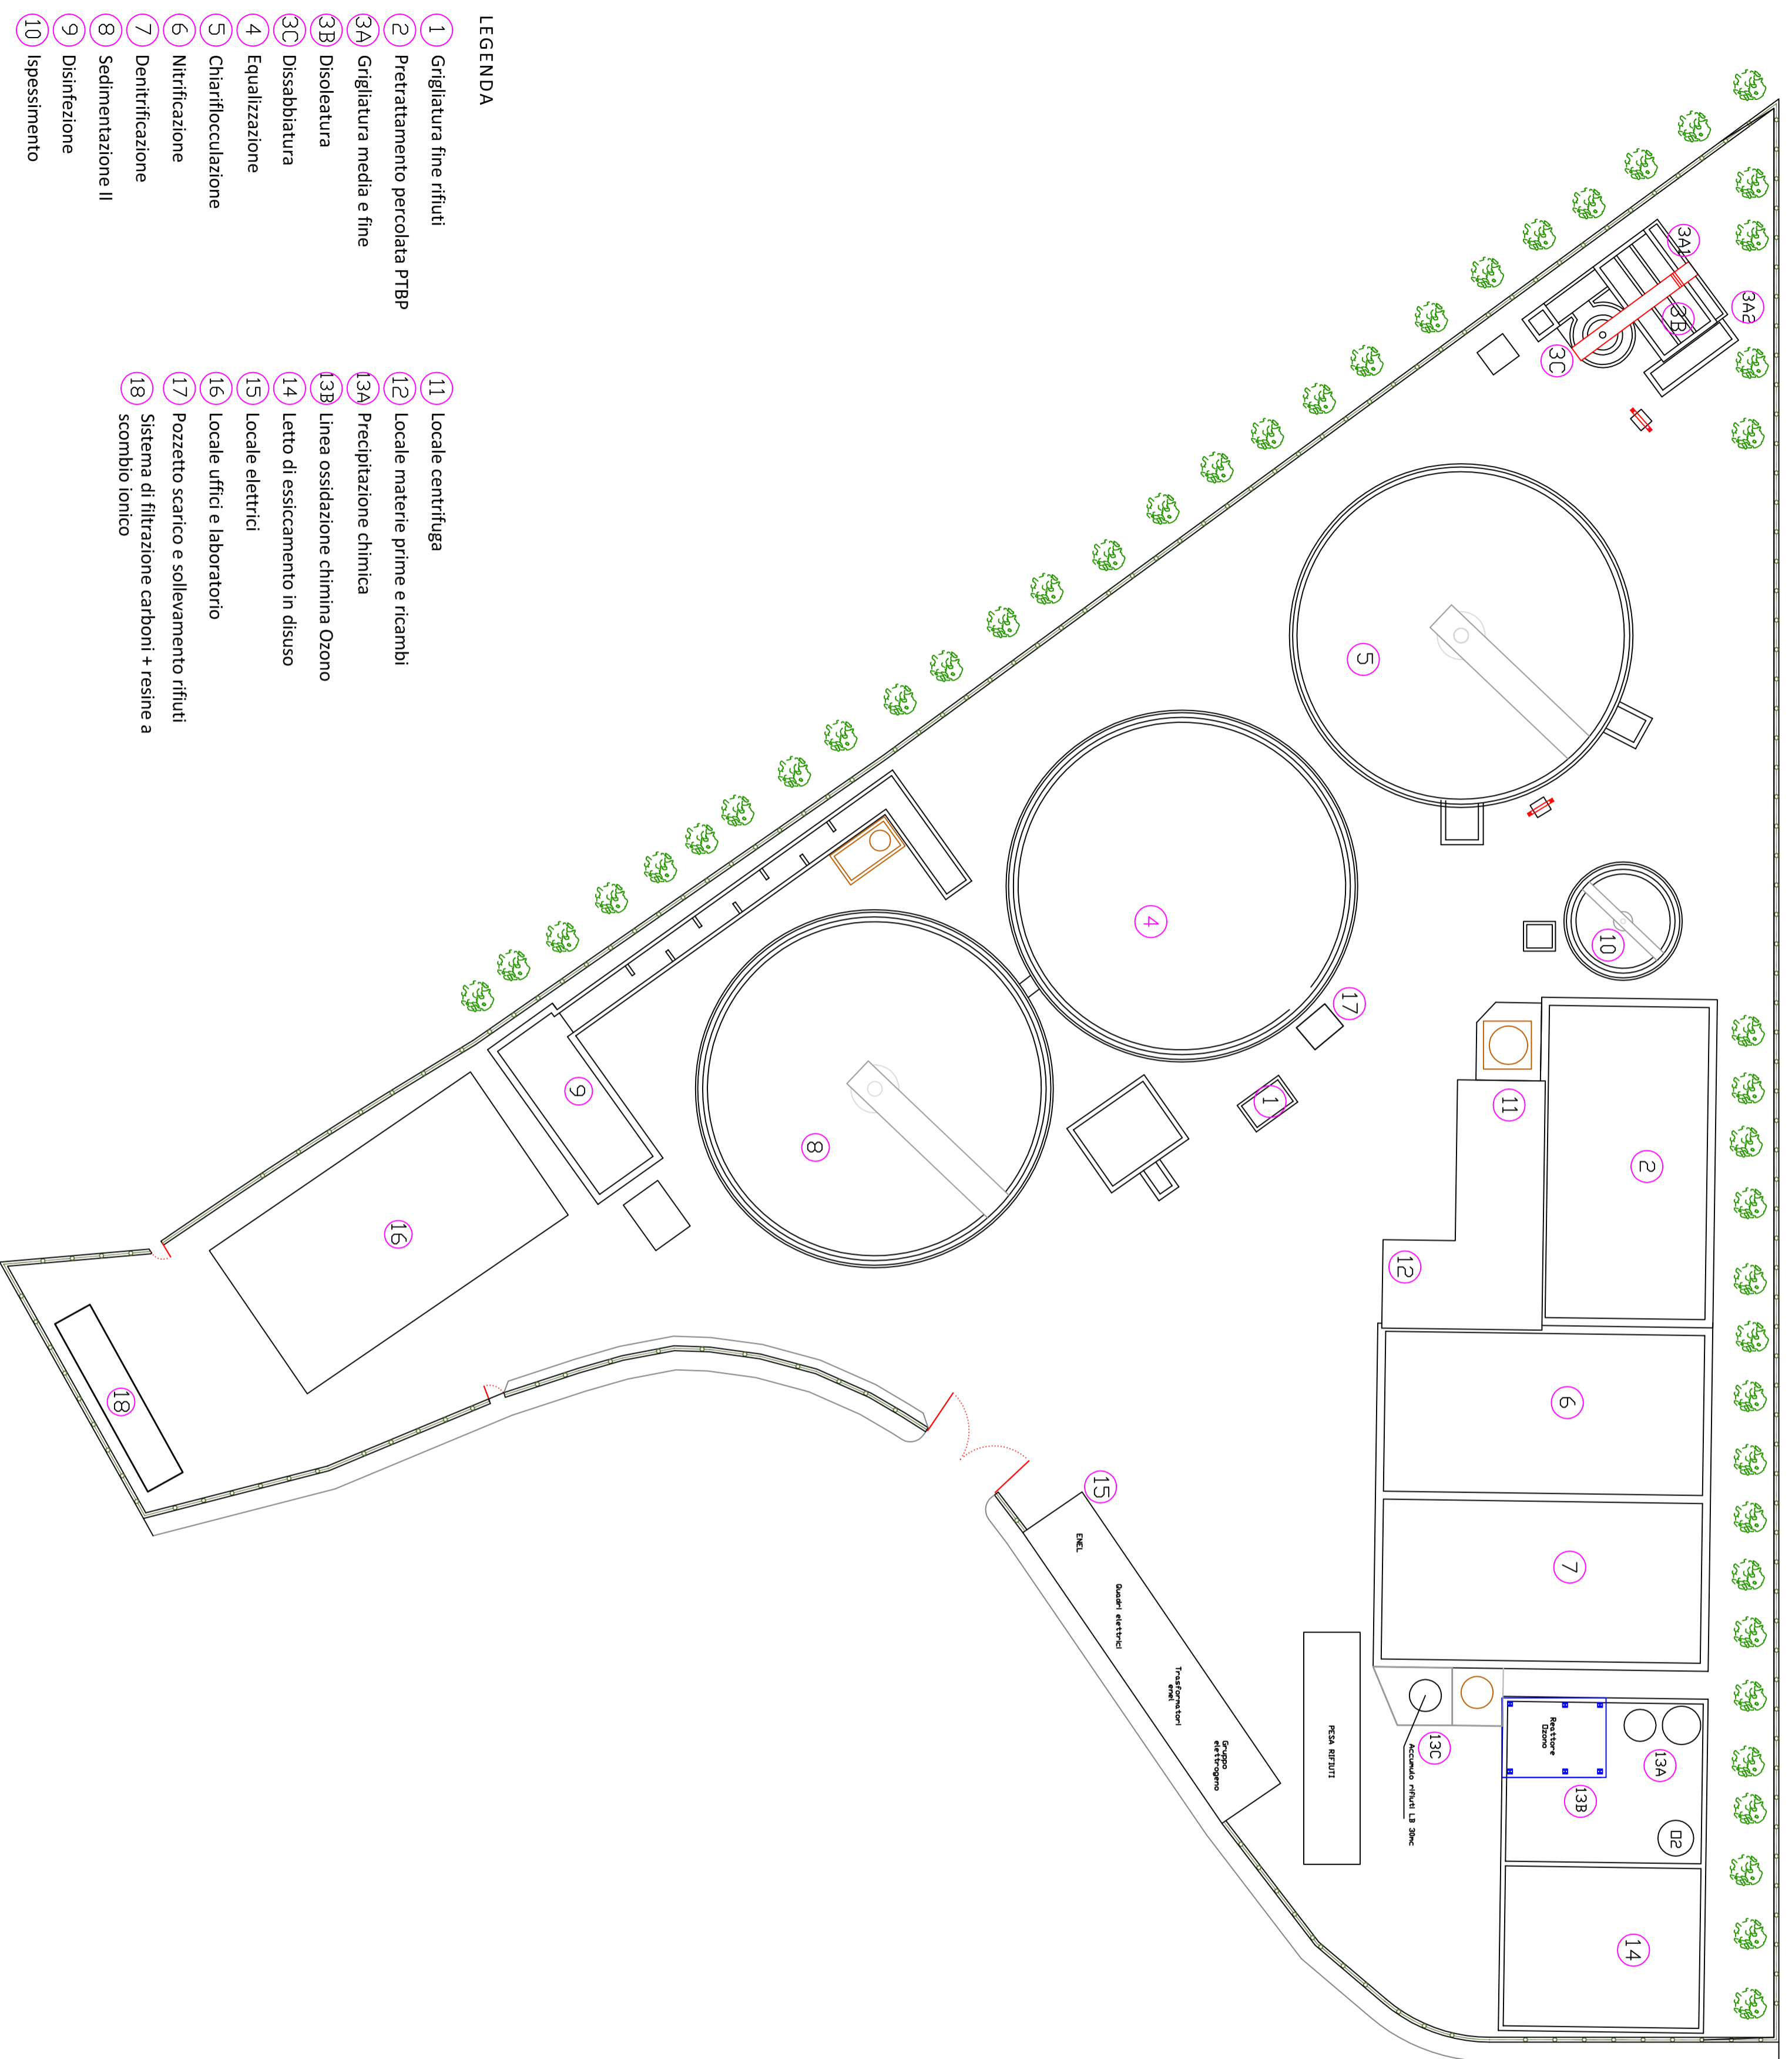 LEGENDA
1 Grigliatura fine rifiuti
2 Pretrattamento percolata PTBP
3A Grigliatura media e fine
3B Disoleatura
3C Dissabbiatura
4 Equalizzazione
5 Chiariflocculazione
6 Nitrificazione
7 Denitrificazione
8 Sedimentazione II
9 Disinfezione
10 Ispessimento
11 Locale centrifuga
12 Locale materie prime e ricambi
13A Precipitazione chimica
13B Linea ossidazione chimina Ozono
14 Letto di essiccamento in disuso
15 Locale elettrici
16 Locale uffici e laboratorio
17 Pozzetto scarico e sollevamento rifiuti
18 Sistema di filtrazione carboni + resine a
scombio ionico
3A1
3A2
3B
3C
5
4
10
17
1
11
2
9
8
12
16
18
6
7
15
ENEL
Quadri elettrici
Trasformatori
enel
Gruppo
elettrogeno
PESA RIFIUTI
13C
Accumulo rifiuti LB 30mc
Reattore
Ozono
13A
13B
O2
14